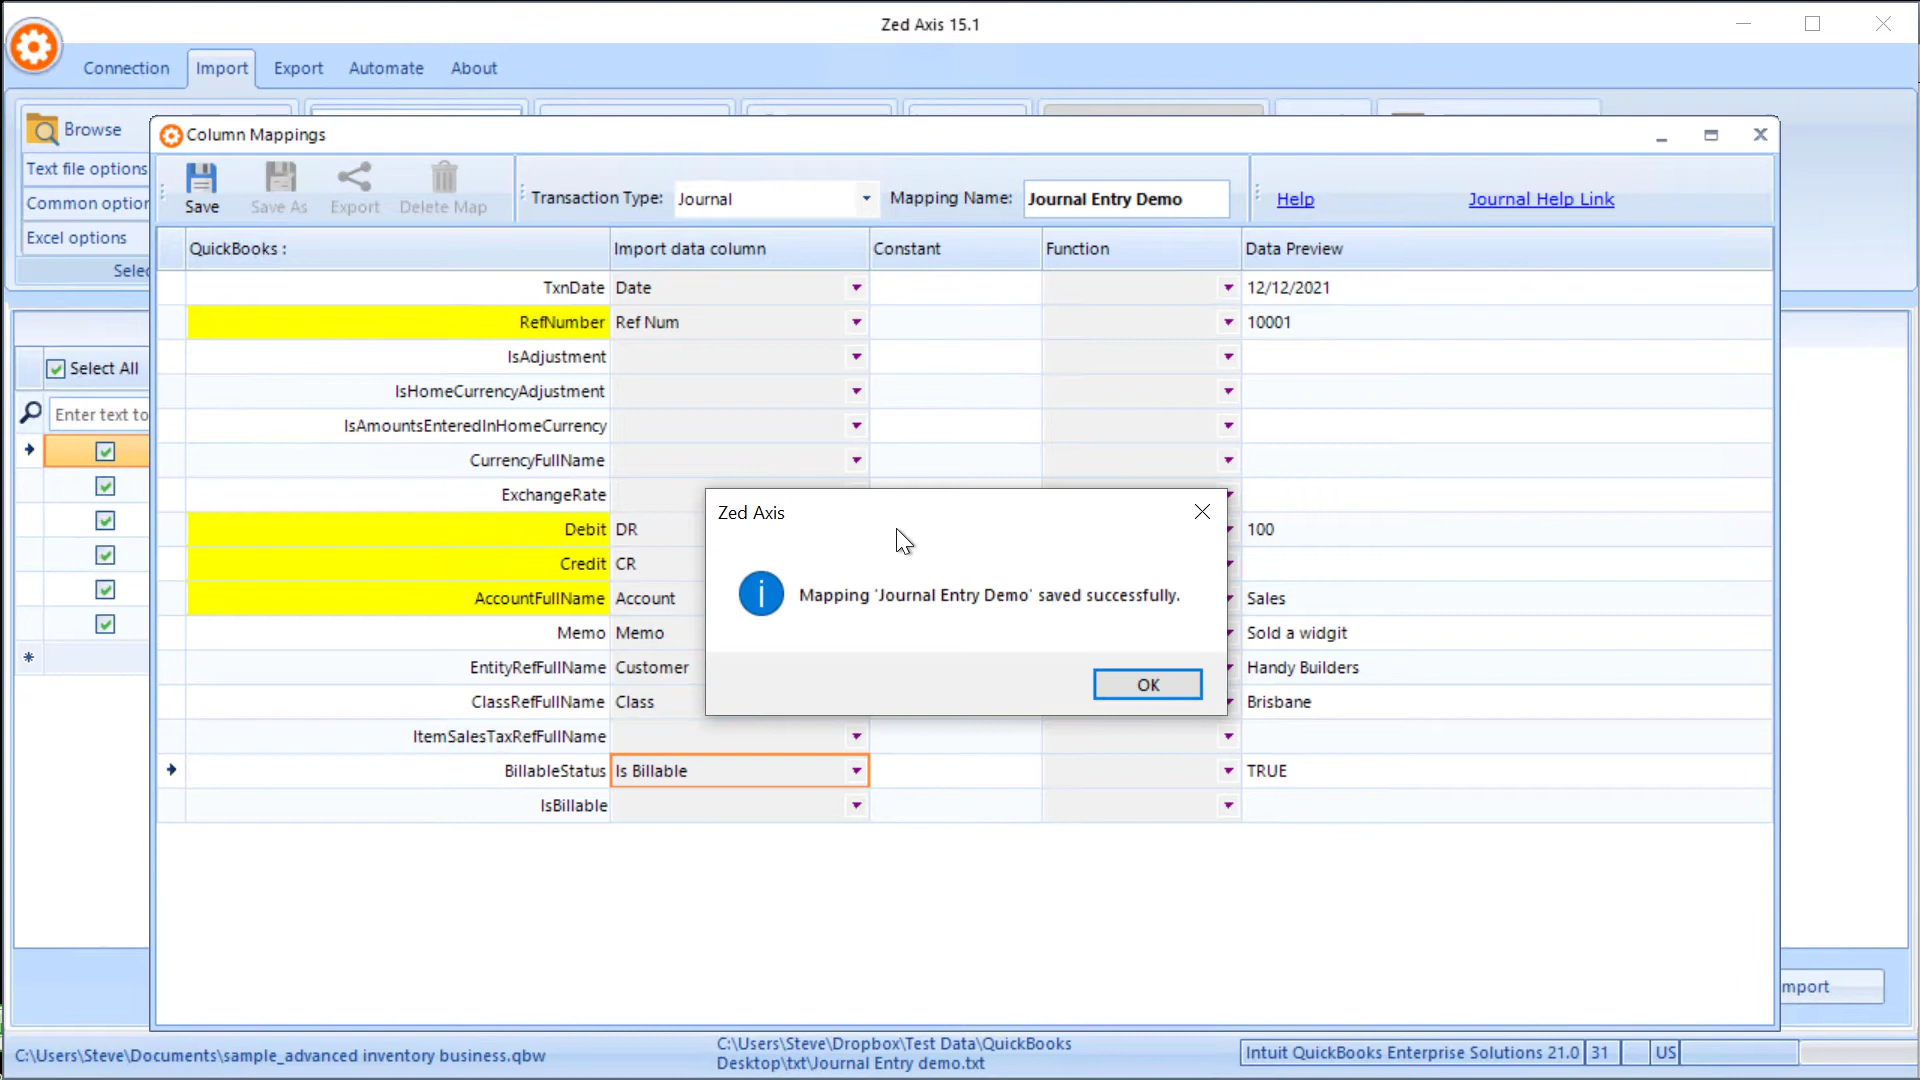 Zed Axis 15.1
Connection Import Export Automate About
Browse
Text file options
Common option
Excel options
Selec
Column Mappings
Save Save As Export Delete Map
Transaction Type: Journal Mapping Name: Journal Entry Demo
Help Journal Help Link
QuickBooks : Import data column Constant Function Data Preview
TxnDate Date 12/12/2021
RefNumber Ref Num 10001
IsAdjustment
IsHomeCurrencyAdjustment
IsAmountsEnteredInHomeCurrency
CurrencyFullName
ExchangeRate
Debit DR 100
Credit CR
AccountFullName Account Sales
Memo Memo Sold a widgit
EntityRefFullName Customer Handy Builders
ClassRefFullName Class Brisbane
ItemSalesTaxRefFullName
BillableStatus Is Billable TRUE
IsBillable
Zed Axis
Mapping 'Journal Entry Demo' saved successfully.
OK
Select All
Enter text to
mport
C:\Users\Steve\Documents\sample_advanced inventory business.qbw
C:\Users\Steve\Dropbox\Test Data\QuickBooks
Desktop\txt\Journal Entry demo.txt
Intuit QuickBooks Enterprise Solutions 21.0 31 US